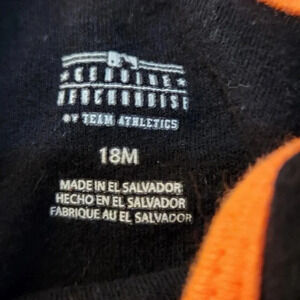 GENUINE
MERCHANDISE
BY TEAM ATHLETICS
18M
MADE IN EL SALVADOR
HECHO EN EL SALVADOR
FABRIQUE AU EL SALVADOR